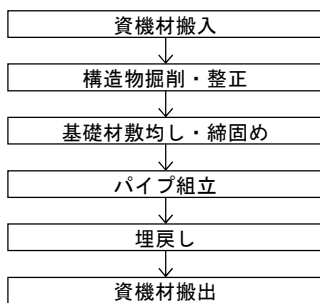 資機材搬入
構造物掘削・整正
基礎材敷均し・締固め
パイプ組立
埋戻し
資機材搬出